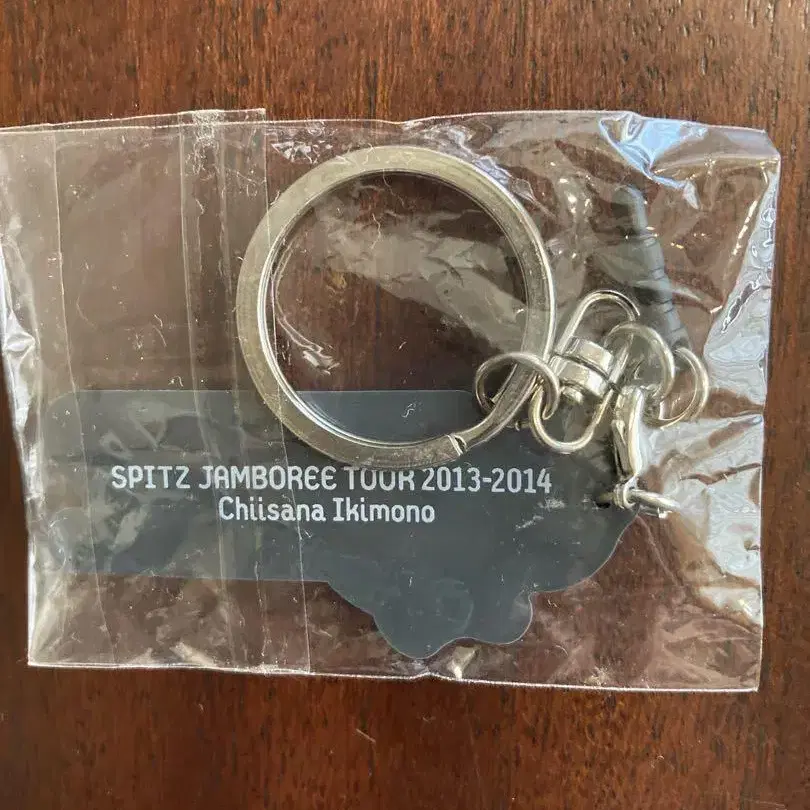 SPITZ JAMBOREE TOUR 2013-2014
Chiisana Ikimono